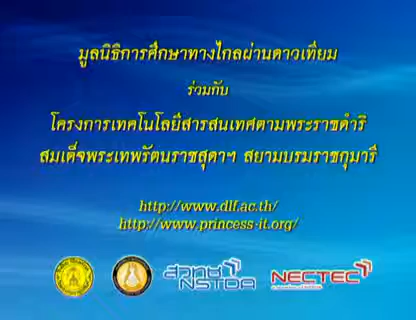 มูลนิธิการศึกษาทางไกลผ่านดาวเทียม
ร่วมกับ
โครงการเทคโนโลยีสารสนเทศตามพระราชดำริ
สมเด็จพระเทพรัตนราชสุดาฯ สยามบรมราชกุมารี
http://www.dlf.ac.th/
http://www.princess-it.org/
สวทช
NSTDA
NECTEC